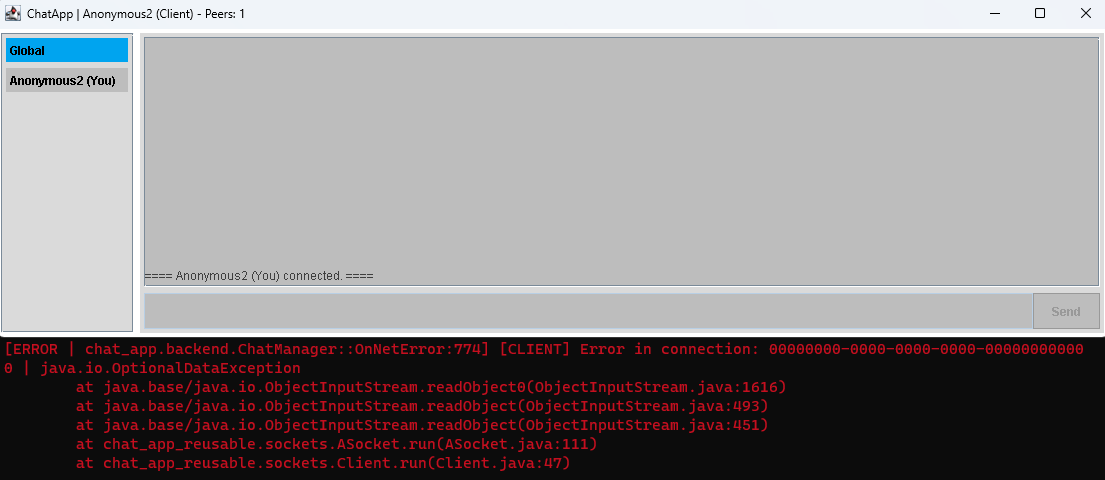 ChatApp | Anonymous2 (Client) - Peers: 1
Global
Anonymous2 (You)
==== Anonymous2 (You) connected. ====
Send
[ERROR | chat_app.backend.ChatManager::OnNetError:774] [CLIENT] Error in connection: 00000000-0000-0000-0000-00000000000
0 | java.io.OptionalDataException
at java.base/java.io.ObjectInputStream.readObject0(ObjectInputStream.java:1616)
at java.base/java.io.ObjectInputStream.readObject(ObjectInputStream.java:493)
at java.base/java.io.ObjectInputStream.readObject(ObjectInputStream.java:451)
at chat_app_reusable.sockets.ASocket.run(ASocket.java:111)
at chat_app_reusable.sockets.Client.run(Client.java:47)